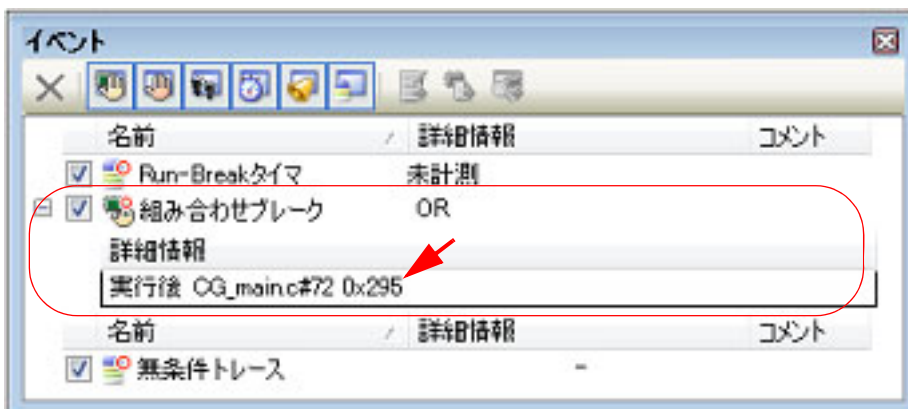 イベント
名前 詳細情報 コメント
Run-Breakタイマ 未計測
組み合わせブレーク OR
詳細情報
実行後 CG_main.c#72 0x295
名前 詳細情報 コメント
無条件トレース -